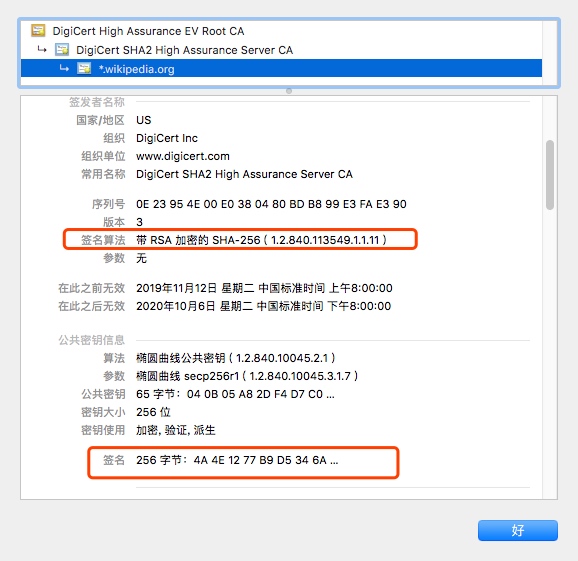 DigiCert High Assurance EV Root CA
DigiCert SHA2 High Assurance Server CA
*.wikipedia.org
签发者名称
国家/地区 US
组织 DigiCert Inc
组织单位 www.digicert.com
常用名称 DigiCert SHA2 High Assurance Server CA
序列号 0E 23 95 4E 00 E0 38 04 80 BD B8 99 E3 FA E3 90
版本 3
签名算法 带 RSA 加密的 SHA-256 ( 1.2.840.113549.1.1.11 )
参数 无
在此之前无效 2019年11月12日 星期二 中国标准时间 上午8:00:00
在此之后无效 2020年10月6日 星期二 中国标准时间 下午8:00:00
公共密钥信息
算法 椭圆曲线公共密钥 ( 1.2.840.10045.2.1 )
参数 椭圆曲线 secp256r1 ( 1.2.840.10045.3.1.7 )
公共密钥 65 字节：04 0B 05 A8 2D F4 D7 C0 ...
密钥大小 256 位
密钥使用 加密, 验证, 派生
签名 256 字节：4A 4E 12 77 B9 D5 34 6A ...
好